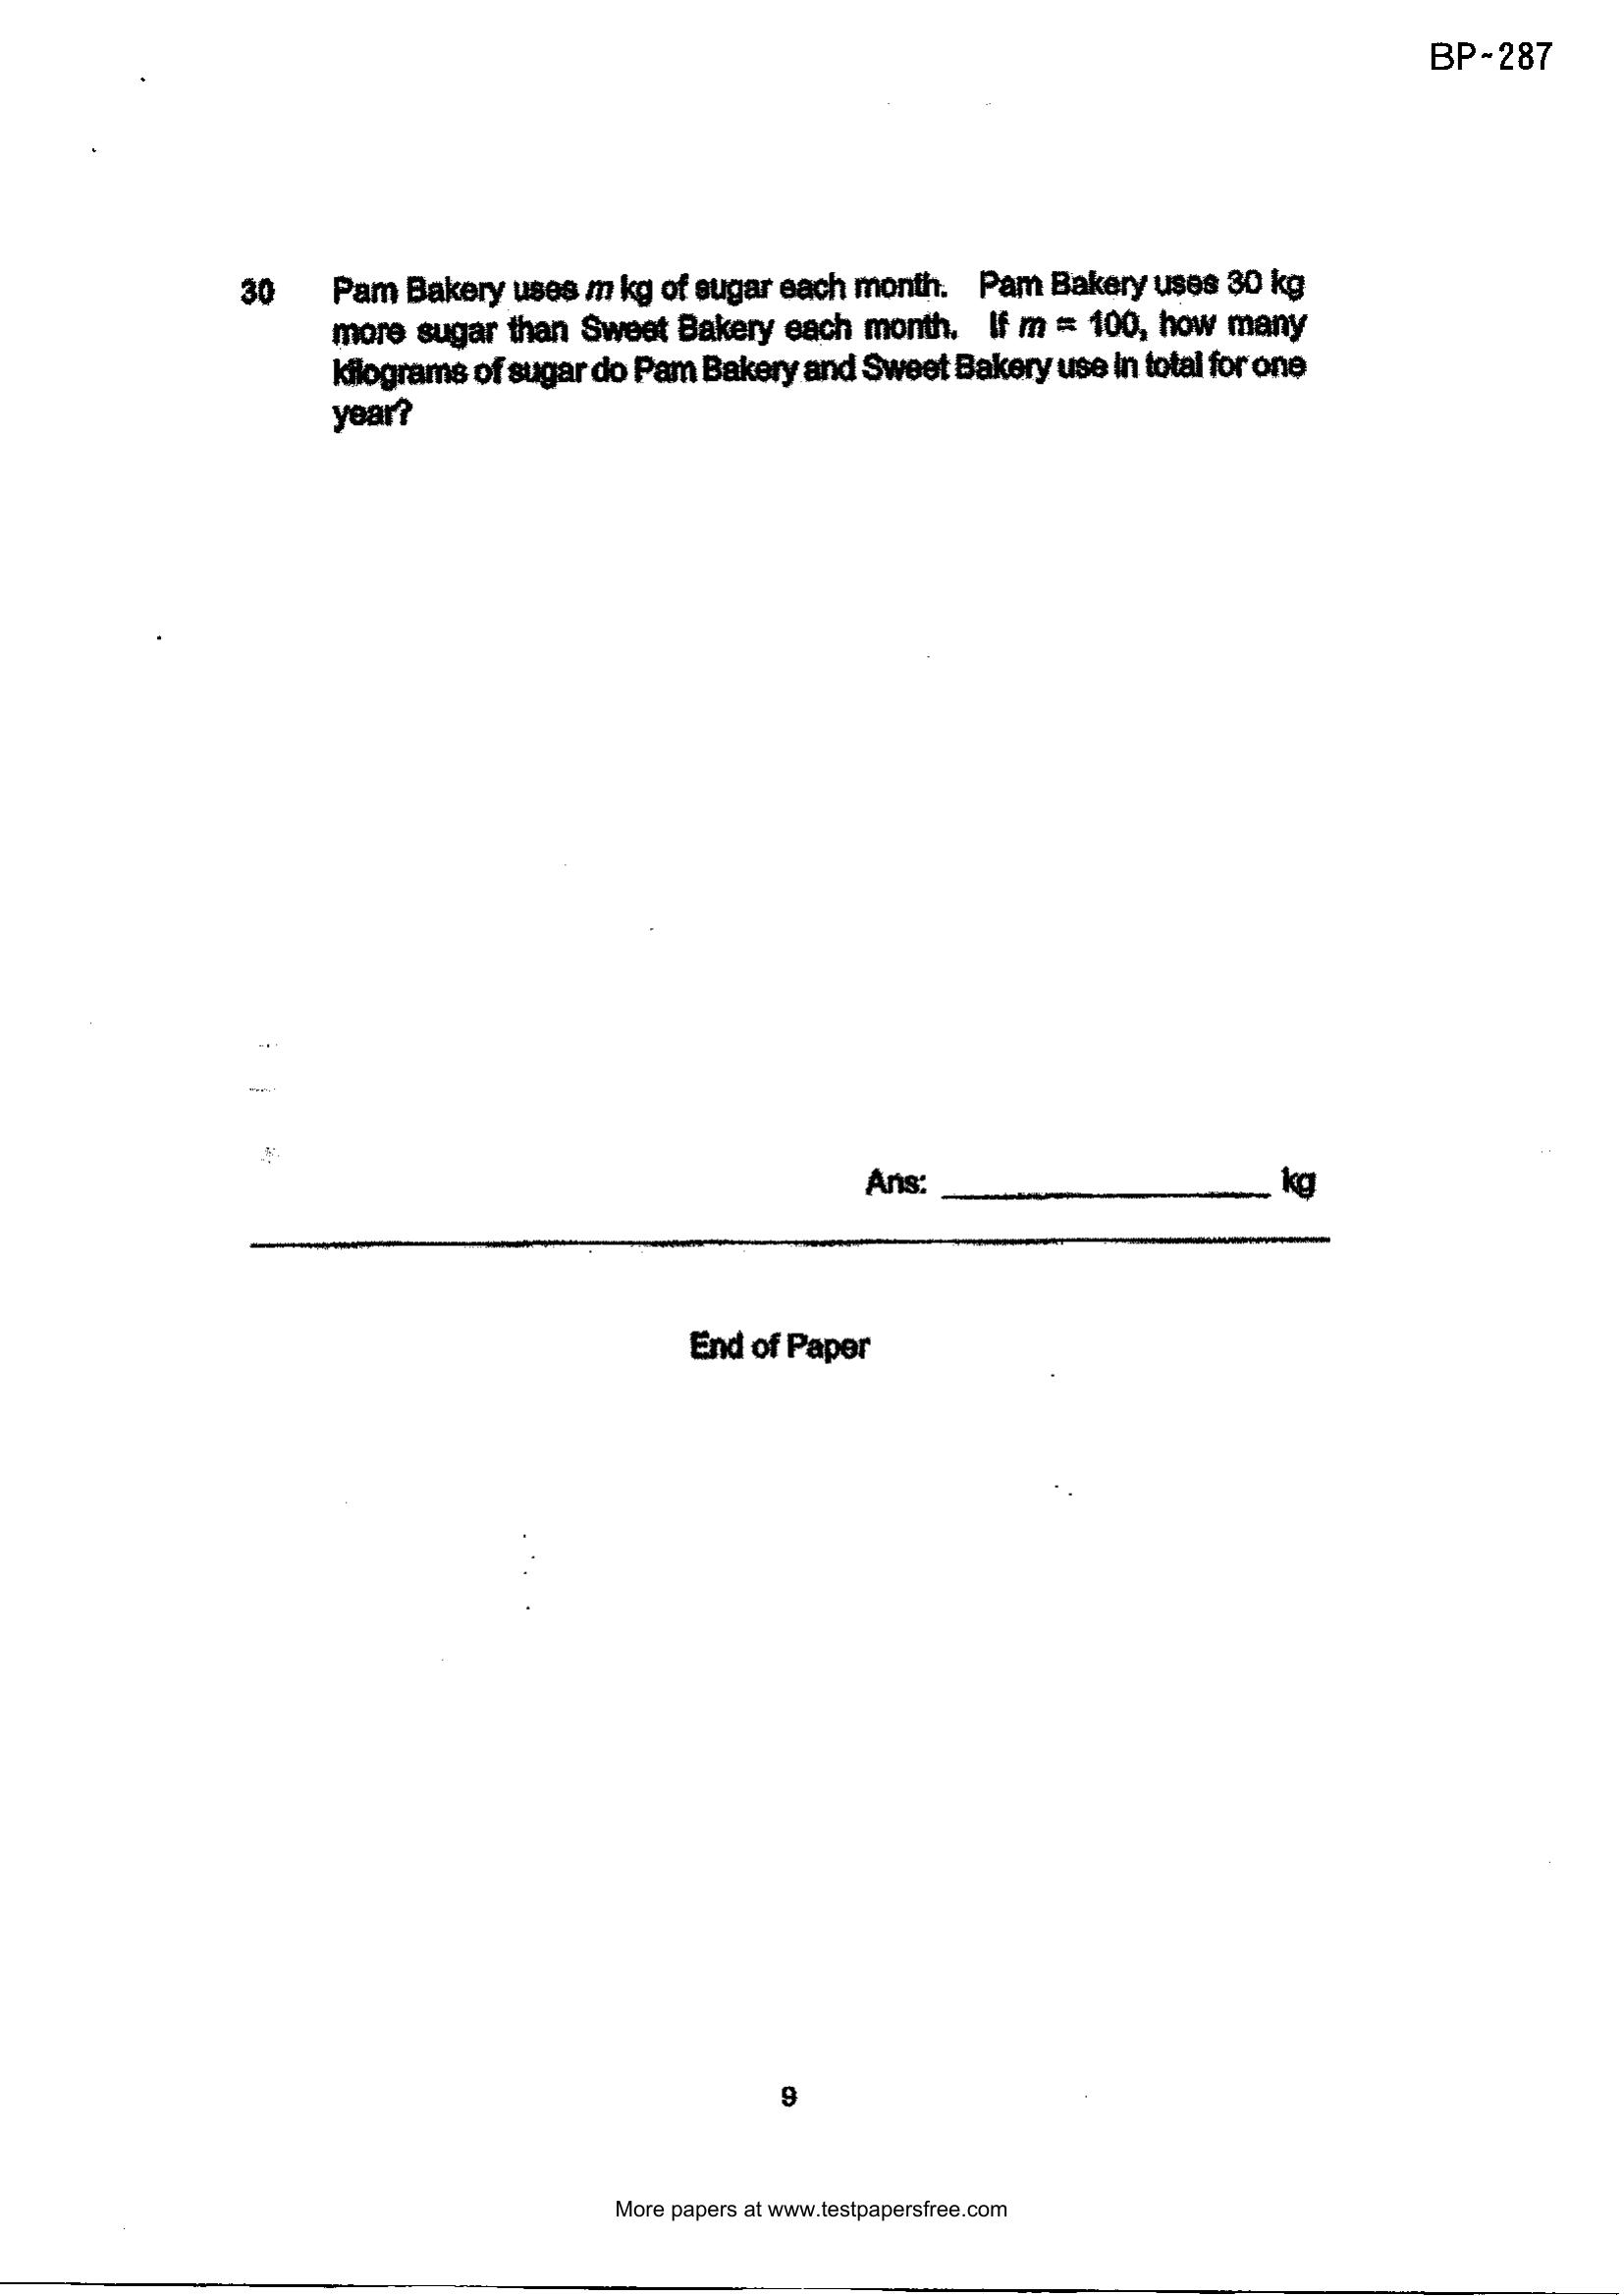 BP-287
30 Pam Bakery uses m kg of sugar each month. Pam Bakery uses 30 kg
more sugar than Sweet Bakery each month. If m = 100, how many
kilograms of sugar do Pam Bakery and Sweet Bakery use in total for one
year?
Ans: ____________ kg
End of Paper
9
More papers at www.testpapersfree.com